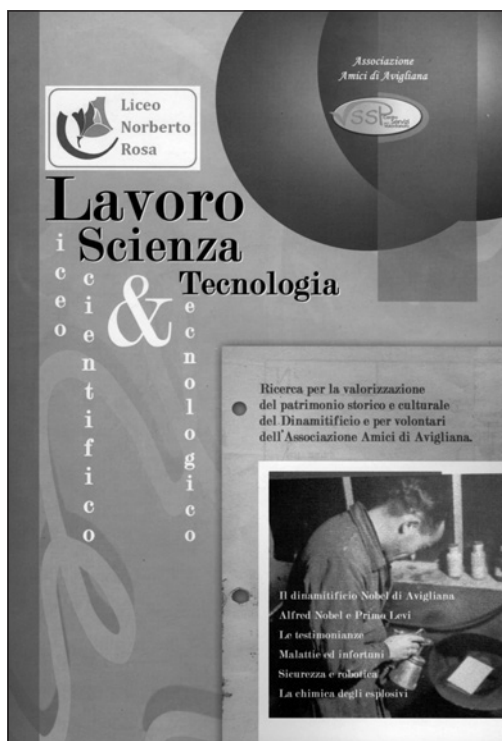 Associazione
Amici di Avigliana
VSSP
Liceo
Norberto
Rosa
Lavoro
Scienza
& Tecnologia
iceo
cientifico
ecnologico
Ricerca per la valorizzazione
del patrimonio storico e culturale
del Dinamitificio e per volontari
dell'Associazione Amici di Avigliana.
Il dinamitificio Nobel di Avigliana
Alfred Nobel e Primo Levi
Le testimonianze
Malattie ed infortuni
Sicurezza e robotica
La chimica degli esplosivi